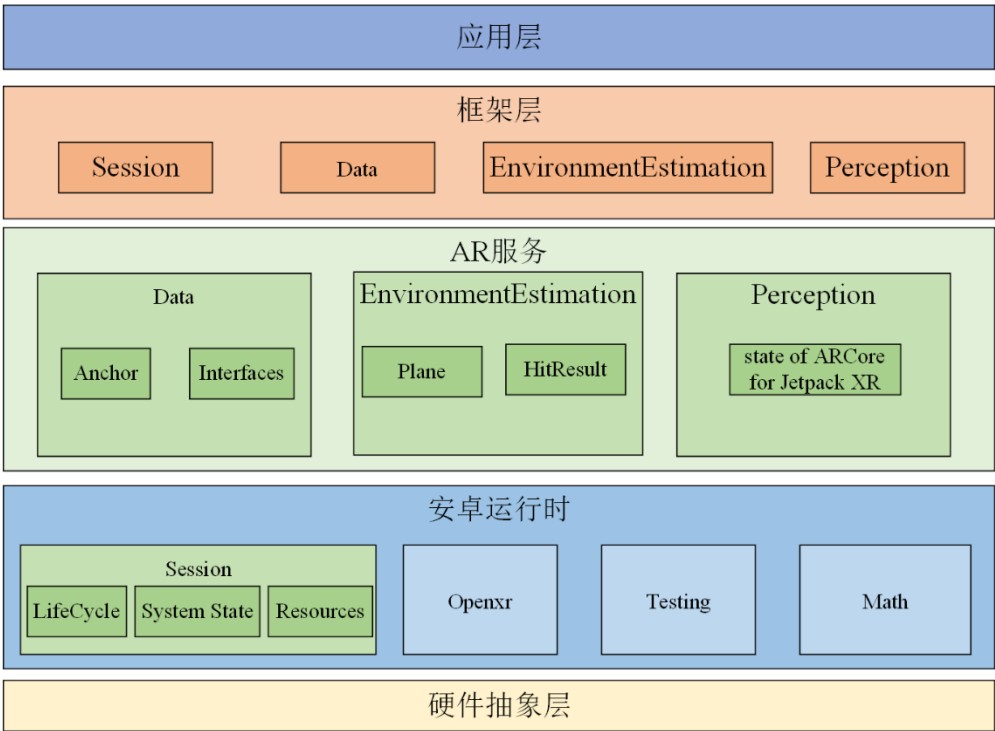 应用层
框架层
Session
Data
EnvironmentEstimation
Perception
AR服务
Data
Anchor
Interfaces
EnvironmentEstimation
Plane
HitResult
Perception
state of ARCore
for Jetpack XR
安卓运行时
Session
LifeCycle
System State
Resources
Openxr
Testing
Math
硬件抽象层